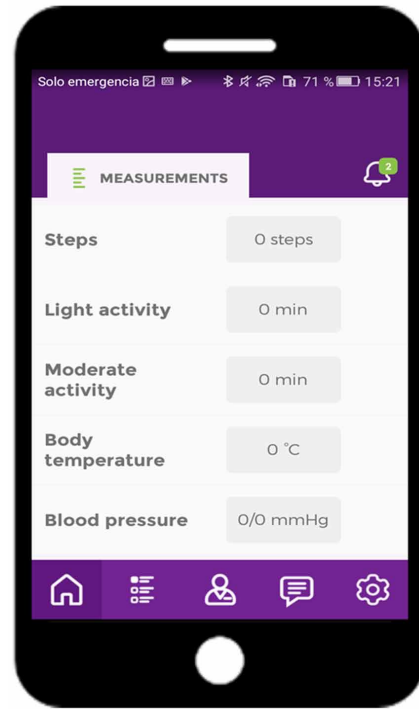 Solo emergencia 71 % 15:21
2
MEASUREMENTS
Steps 0 steps
Light activity 0 min
Moderate
activity 0 min
Body
temperature 0 °C
Blood pressure 0/0 mmHg